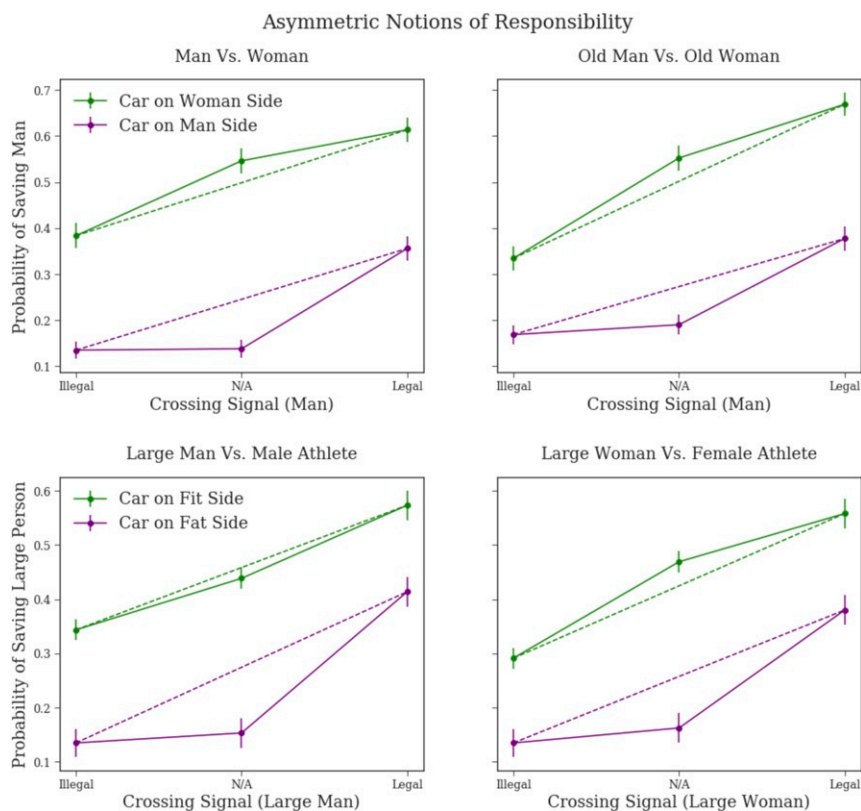 Asymmetric Notions of Responsibility
Man Vs. Woman
Old Man Vs. Old Woman
Probability of Saving Man
0.7
0.6
0.5
0.4
0.3
0.2
0.1
Car on Woman Side
Car on Man Side
Illegal
N/A
Legal
Crossing Signal (Man)
Illegal
N/A
Legal
Crossing Signal (Man)
Large Man Vs. Male Athlete
Large Woman Vs. Female Athlete
Probability of Saving Large Person
0.6
0.5
0.4
0.3
0.2
0.1
Car on Fit Side
Car on Fat Side
Illegal
N/A
Legal
Crossing Signal (Large Man)
Illegal
N/A
Legal
Crossing Signal (Large Woman)